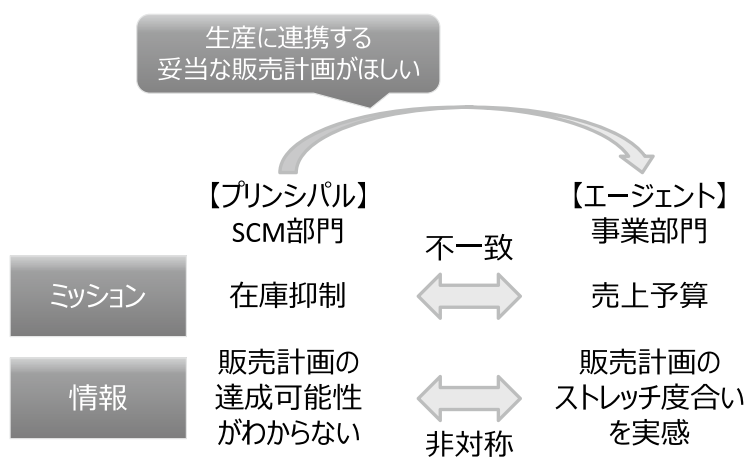 生産に連携する
妥当な販売計画がほしい
【プリンシパル】
SCM部門
【エージェント】
事業部門
不一致
ミッション
在庫抑制
売上予算
情報
販売計画の
達成可能性
がわからない
販売計画の
ストレッチ度合い
を実感
非対称